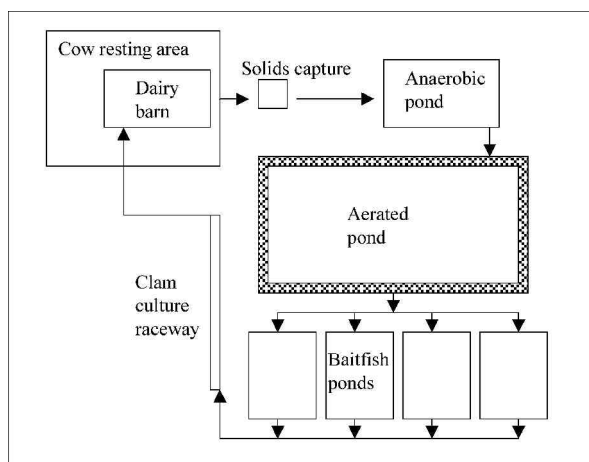 Cow resting area
Dairy
barn
Solids capture
Anaerobic
pond
Aerated
pond
Clam
culture
raceway
Baitfish
ponds